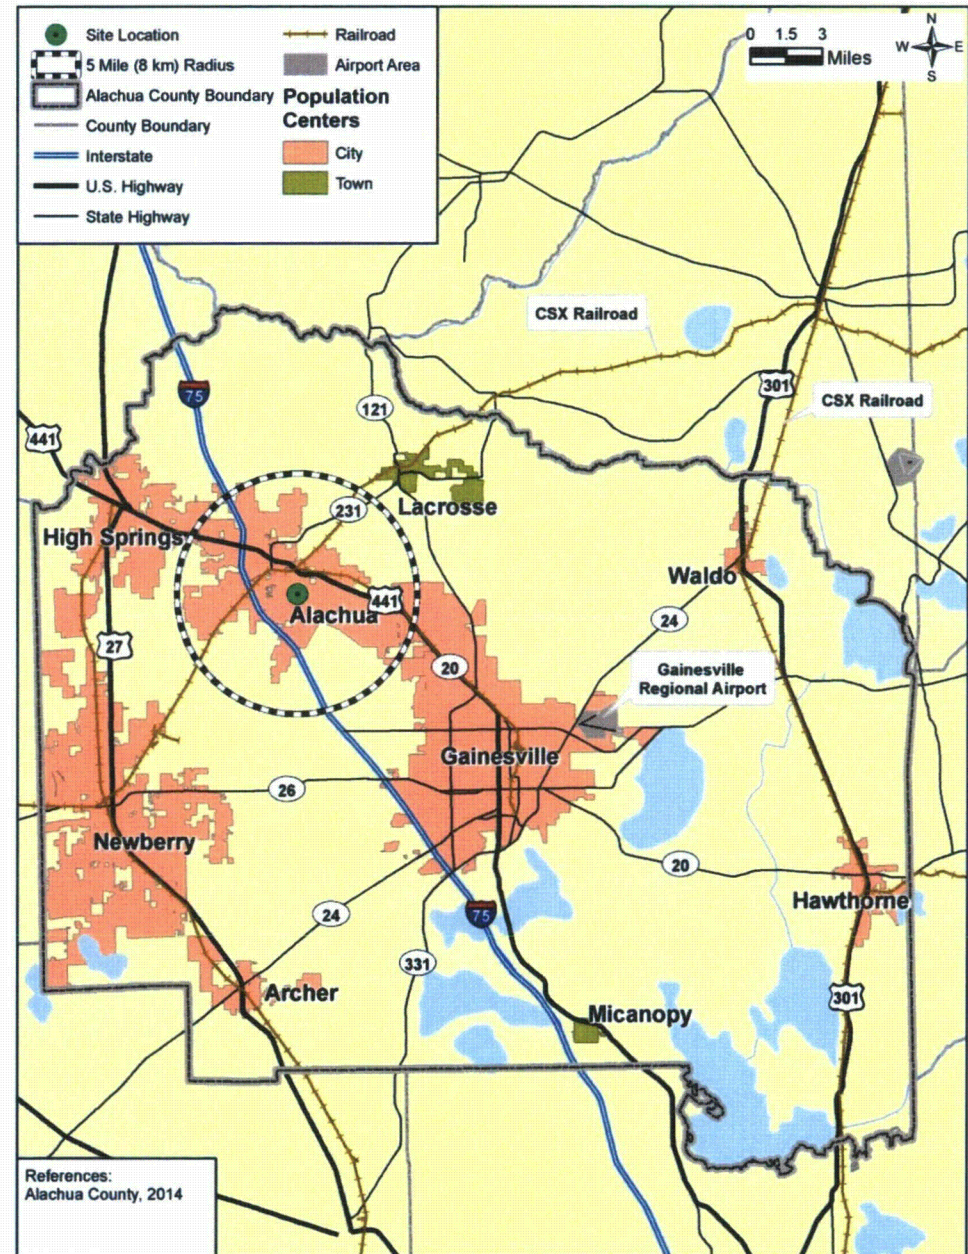 Site Location
5 Mile (8 km) Radius
Alachua County Boundary
County Boundary
Interstate
U.S. Highway
State Highway
Railroad
Airport Area
Population
Centers
City
Town
0 1.5 3
Miles
N
W E
S
CSX Railroad
301
CSX Railroad
75
121
441
231
Lacrosse
High Springs
Waldo
441
Alachua
24
27
20
Gainesville
Regional Airport
Gainesville
26
Newberry
20
Hawthorne
24
75
331
Archer
301
Micanopy
References:
Alachua County, 2014